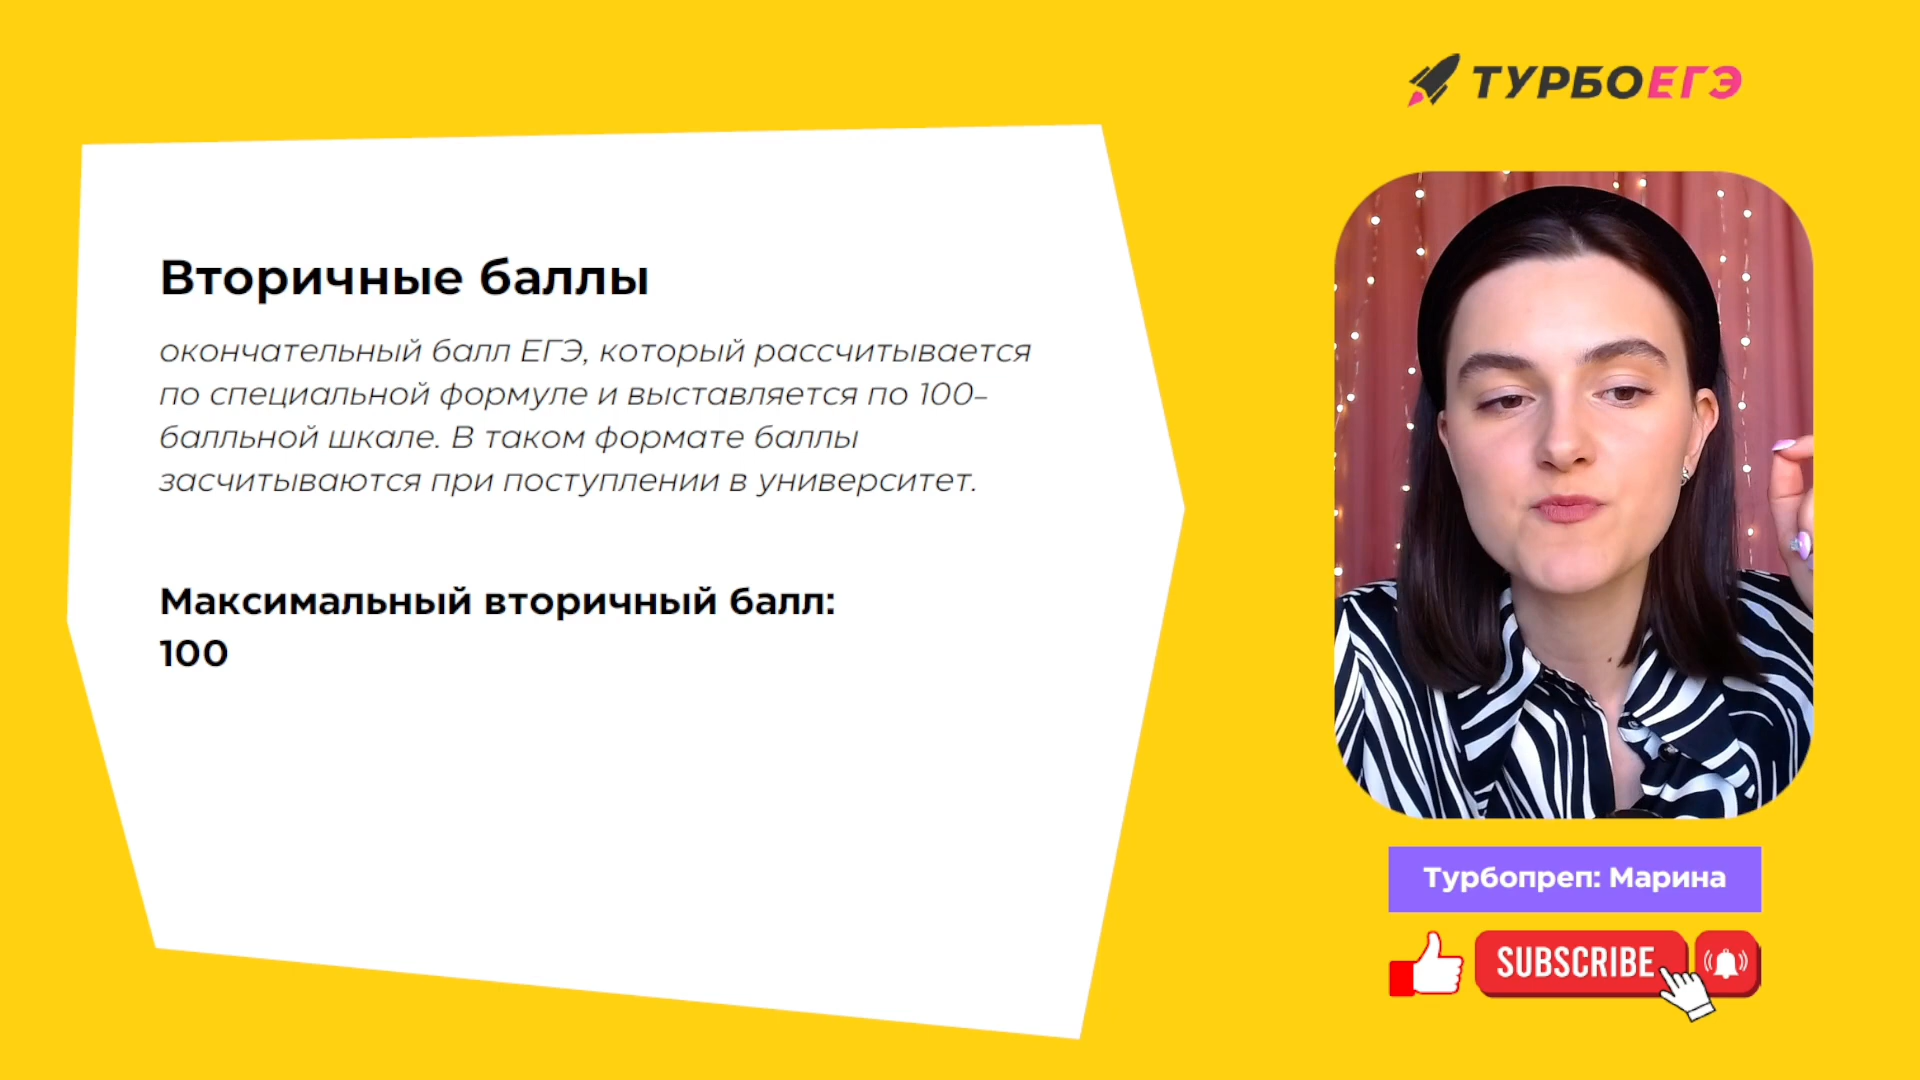 ТУРБОЕГЭ
Вторичные баллы
окончательный балл ЕГЭ, который рассчитывается
по специальной формуле и выставляется по 100-
балльной шкале. В таком формате баллы
засчитываются при поступлении в университет.
Максимальный вторичный балл:
100
Турбопреп: Марина
SUBSCRIBE